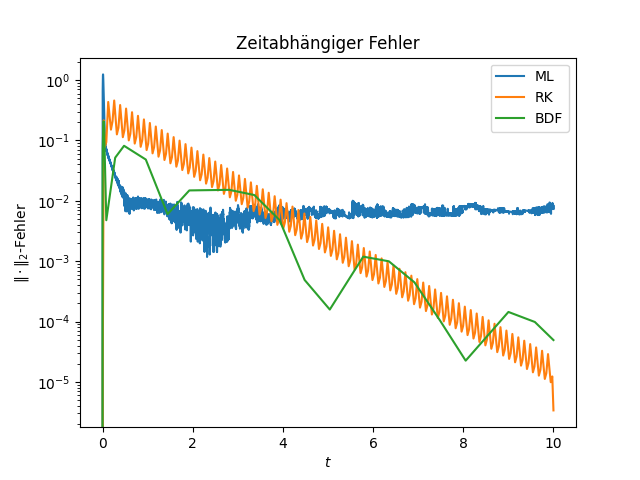 Zeitabhängiger Fehler
ML
RK
BDF
∥ · ∥₂-Fehler
10⁰
10⁻¹
10⁻²
10⁻³
10⁻⁴
10⁻⁵
0 2 4 6 8 10
t